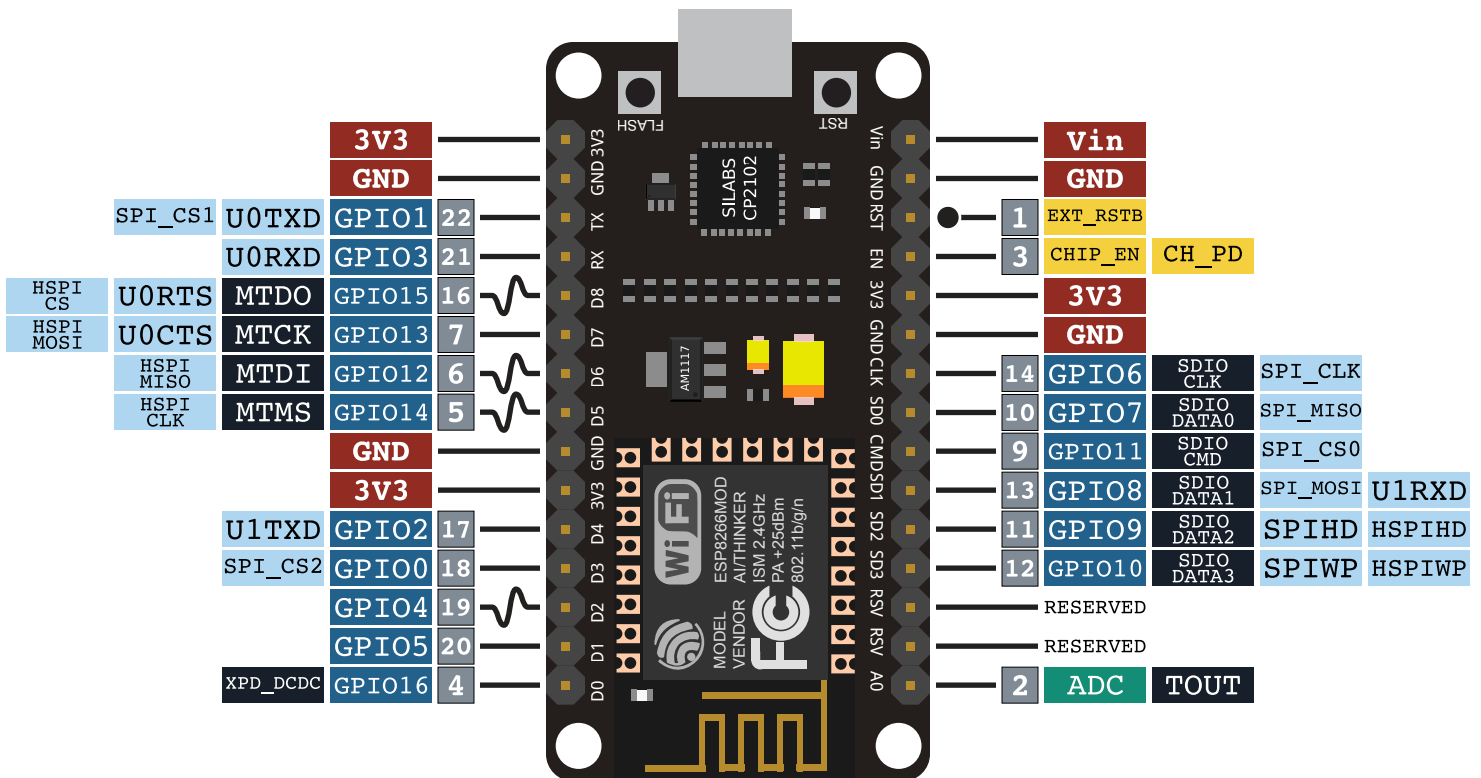 FLASH
RST
3V3
3V3
Vin
Vin
GND
GND
GND
GND
SPI_CS1 U0TXD GPIO1 22
TX
SILABS
CP2102
RST
1 EXT_RSTB
U0RXD GPIO3 21
RX
EN
3 CHIP_EN CH_PD
HSPI
CS
U0RTS MTDO GPIO15 16
D8
3V3
3V3
HSPI
MOSI
U0CTS MTCK GPIO13 7
D7
GND
GND
HSPI
MISO
MTDI GPIO12 6
D6
AM1117
CLK
14 GPIO6
SDIO
CLK
SPI_CLK
HSPI
CLK
MTMS GPIO14 5
D5
SD0
10 GPIO7
SDIO
DATA0
SPI_MISO
GND
GND
CMD
9 GPIO11
SDIO
CMD
SPI_CS0
3V3
3V3
SD1
13 GPIO8
SDIO
DATA1
SPI_MOSI U1RXD
U1TXD GPIO2 17
D4
WiFi
ESP8266MOD
AI/THINKER
ISM 2.4GHz
PA +25dBm
802.11b/g/n
SD2
11 GPIO9
SDIO
DATA2
SPIHD HSPIHD
SPI_CS2 GPIO0 18
D3
SD3
12 GPIO10
SDIO
DATA3
SPIWP HSPIWP
GPIO4 19
D2
MODEL
VENDOR
FC
RSV
RESERVED
GPIO5 20
D1
RSV
RESERVED
XPD_DCDC GPIO16 4
D0
A0
2 ADC TOUT